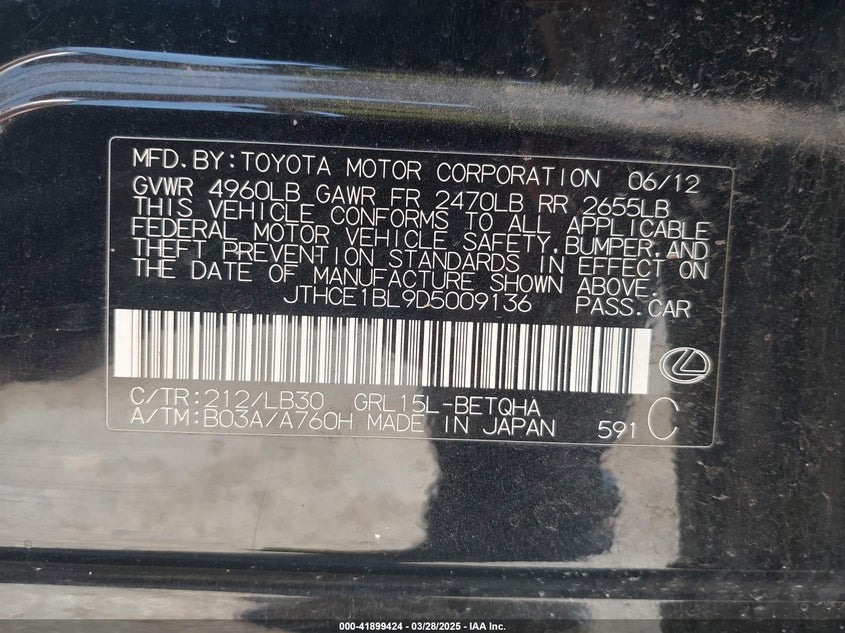 MFD.BY:TOYOTA MOTOR CORPORATION 06/12
GVWR 4960LB GAWR FR 2470LB RR 2655LB
THIS VEHICLE CONFORMS TO ALL APPLICABLE
FEDERAL MOTOR VEHICLE SAFETY,BUMPER,AND
THEFT PREVENTION STANDARDS IN EFFECT ON
THE DATE OF MANUFACTURE SHOWN ABOVE.
JTHCE1BL9D5009136 PASS.CAR
C/TR:212/LB30 GRL15L-BETQHA
A/TM:B03A/A760H MADE IN JAPAN 591 C
000-41899424 / 03/28/2025 - IAA Inc.